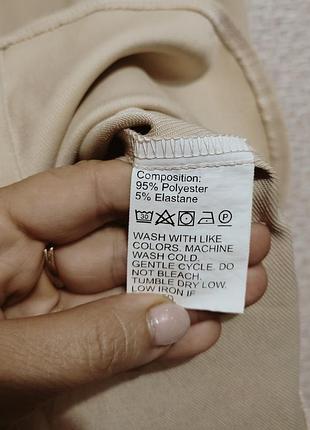 Composition:
95% Polyester
5% Elastane
30 P
WASH WITH LIKE
COLORS. MACHINE
WASH COLD.
GENTLE CYCLE. DO
NOT BLEACH.
TUMBLE DRY LOW.
LOW IRON IF